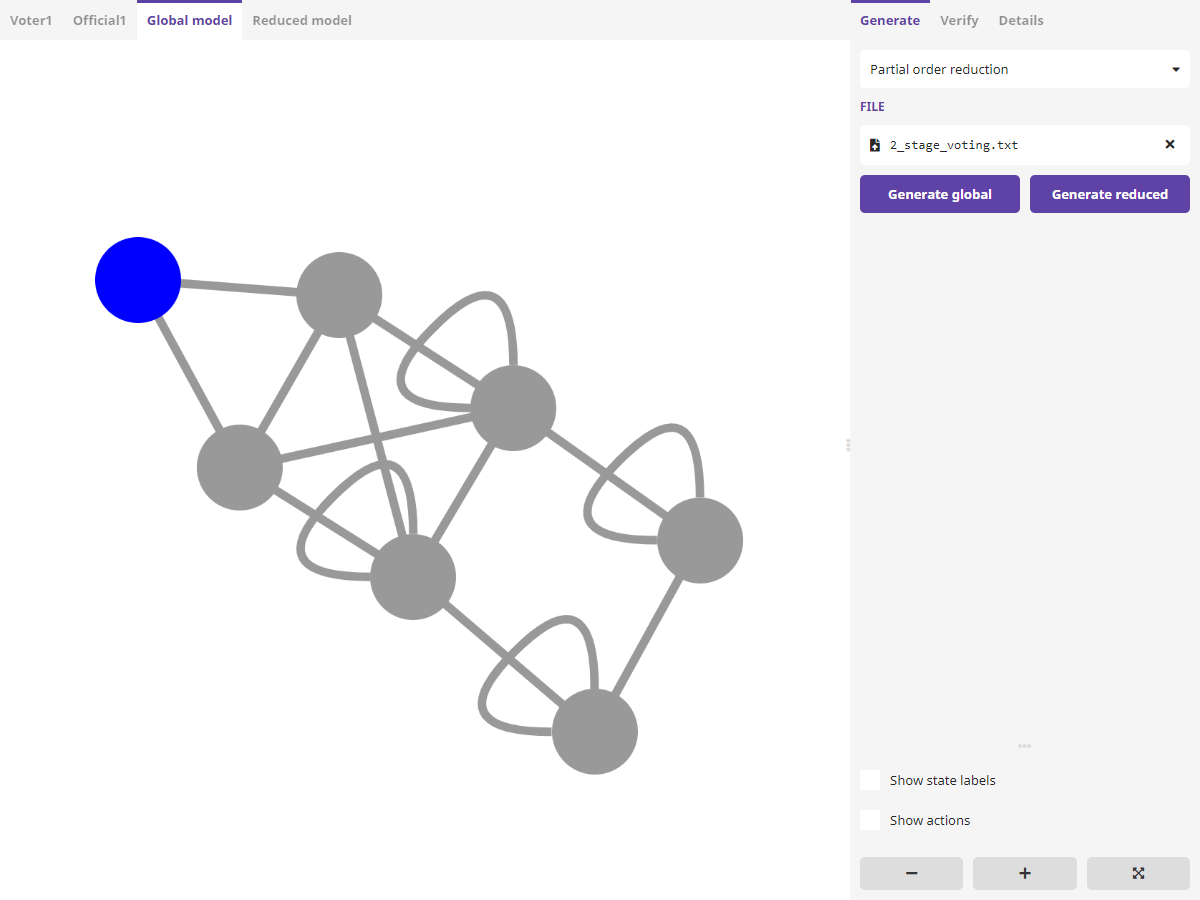 Voter1 Official1 Global model Reduced model
Generate Verify Details
Partial order reduction
FILE
2_stage_voting.txt
Generate global Generate reduced
Show state labels
Show actions